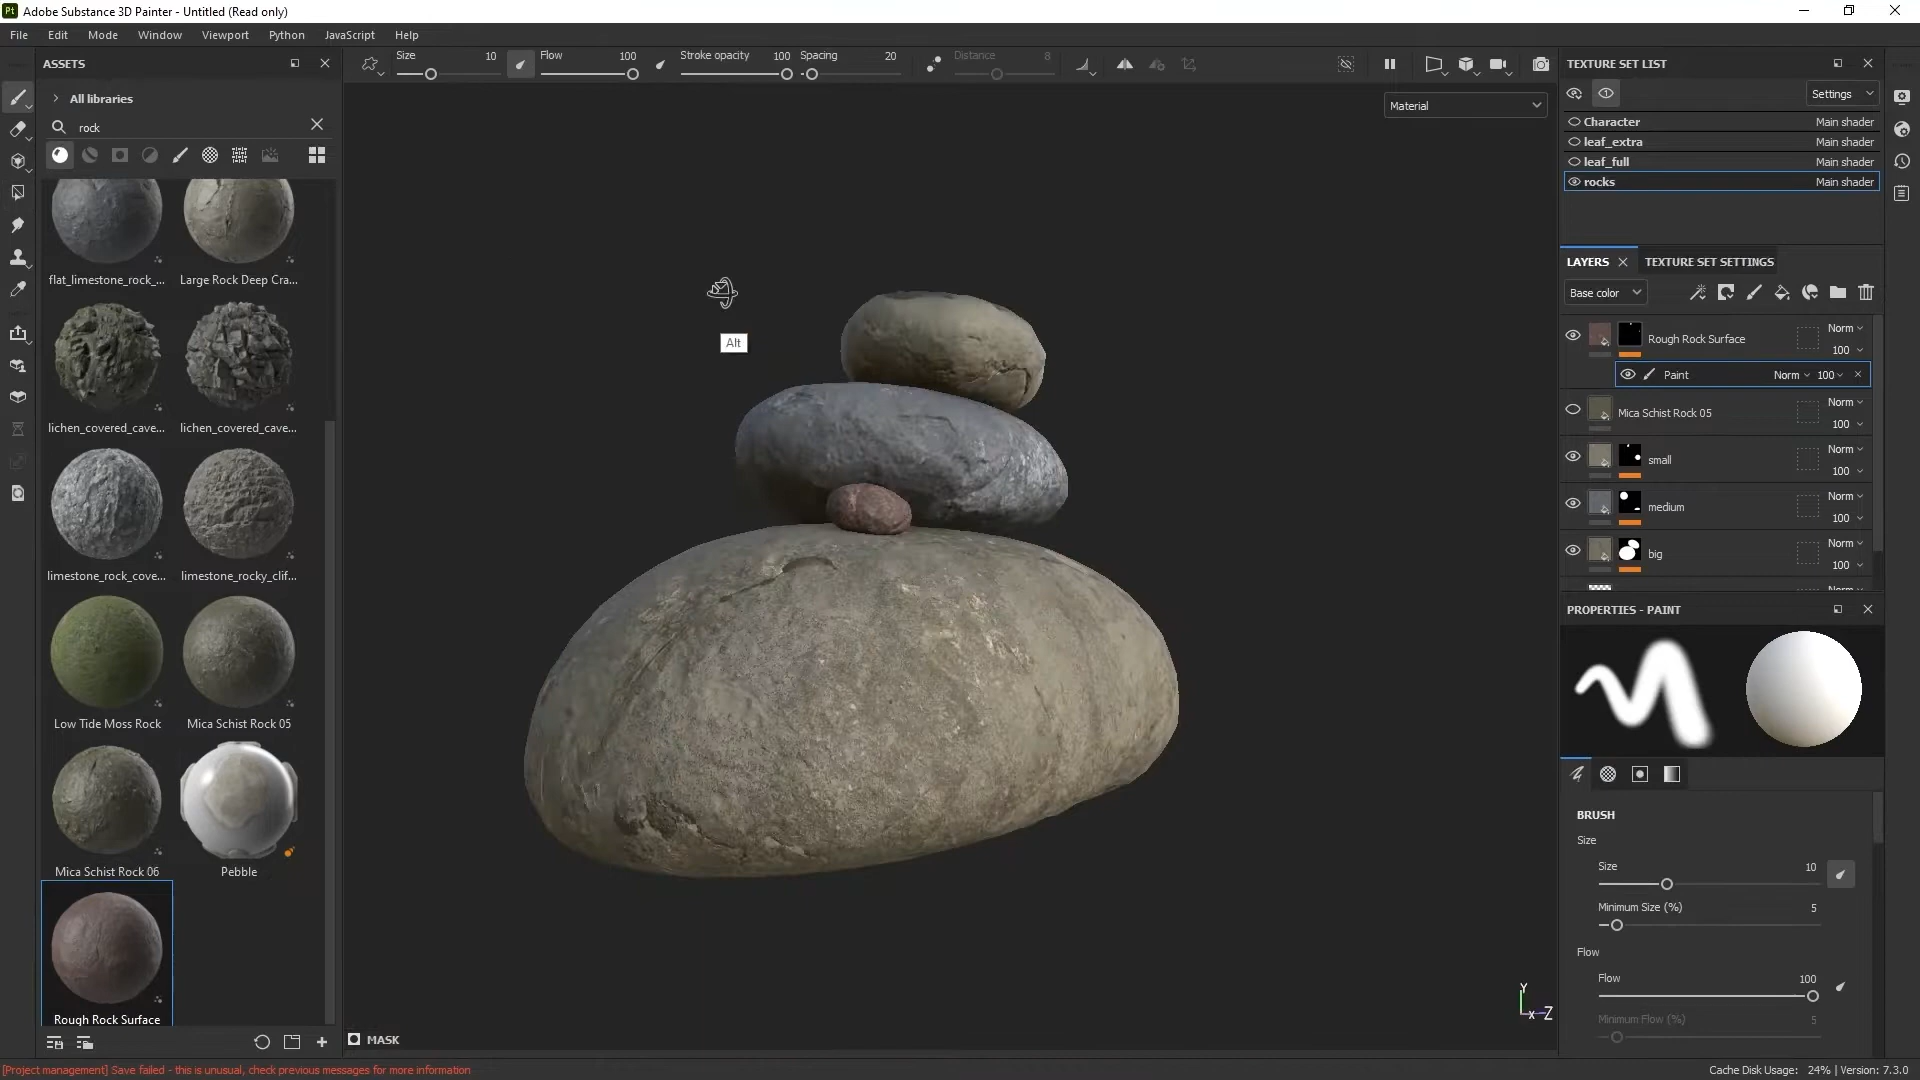 Pt Adobe Substance 3D Painter - Untitled (Read only)
File Edit Mode Window Viewport Python JavaScript Help
ASSETS
Size 10 Flow 100 Stroke opacity 100 Spacing 20 Distance 8
All libraries
rock
Material
flat_limestone_rock_... Large Rock Deep Cra...
lichen_covered_cave... lichen_covered_cave...
limestone_rock_cove... limestone_rocky_clif...
Low Tide Moss Rock Mica Schist Rock 05
Mica Schist Rock 06 Pebble
Rough Rock Surface
Alt
Y
X Z
MASK
TEXTURE SET LIST
Settings
Character Main shader
leaf_extra Main shader
leaf_full Main shader
rocks Main shader
LAYERS TEXTURE SET SETTINGS
Base color
Rough Rock Surface Norm
100
Paint Norm 100
Mica Schist Rock 05 Norm
100
small Norm
100
medium Norm
100
big Norm
100
Norm
PROPERTIES - PAINT
BRUSH
Size
Size 10
Minimum Size (%) 5
Flow
Flow 100
Minimum Flow (%) 5
[Project management] Save failed - this is unusual, check previous messages for more information
Cache Disk Usage: 24% | Version: 7.3.0